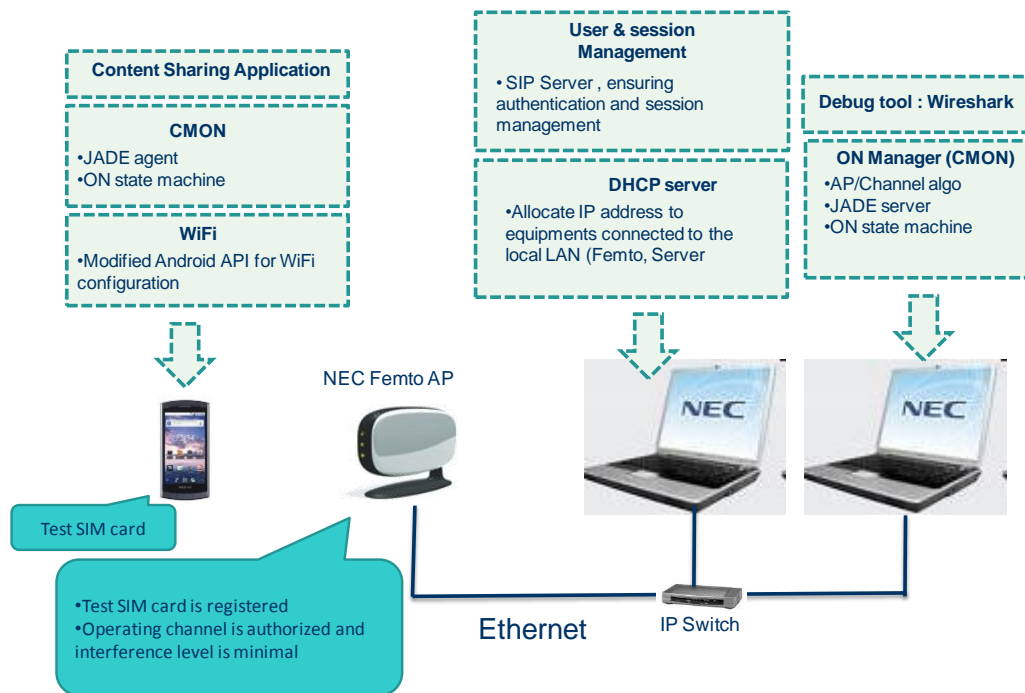 Content Sharing Application
CMON
•JADE agent
•ON state machine
WiFi
•Modified Android API for WiFi
configuration
User & session
Management
•SIP Server , ensuring
authentication and session
management
DHCP server
•Allocate IP address to
equipments connected to the
local LAN (Femto, Server
Debug tool : Wireshark
ON Manager (CMON)
•AP/Channel algo
•JADE server
•ON state machine
NEC Femto AP
NEC
NEC
Test SIM card
•Test SIM card is registered
•Operating channel is authorized and
interference level is minimal
Ethernet
IP Switch